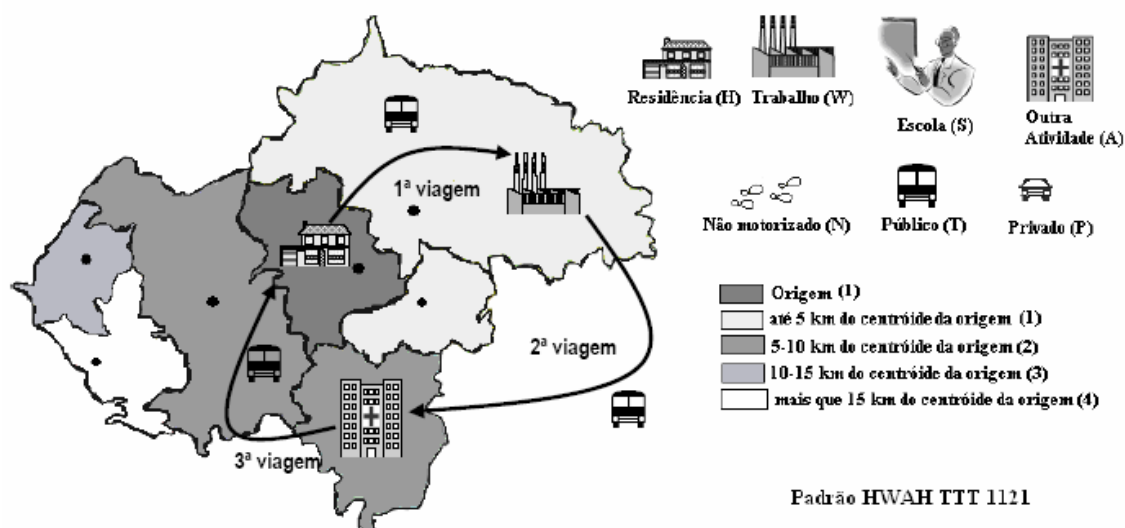 Residência (H) Trabalho (W)
Escola (S)
Outra
Atividade (A)
1ª viagem
Não motorizado (N)
Público (T)
Privado (P)
Origem (1)
até 5 km do centróide da origem (1)
5-10 km do centróide da origem (2)
10-15 km do centróide da origem (3)
mais que 15 km do centróide da origem (4)
2ª viagem
3ª viagem
Padrão HWAH TTT 1121